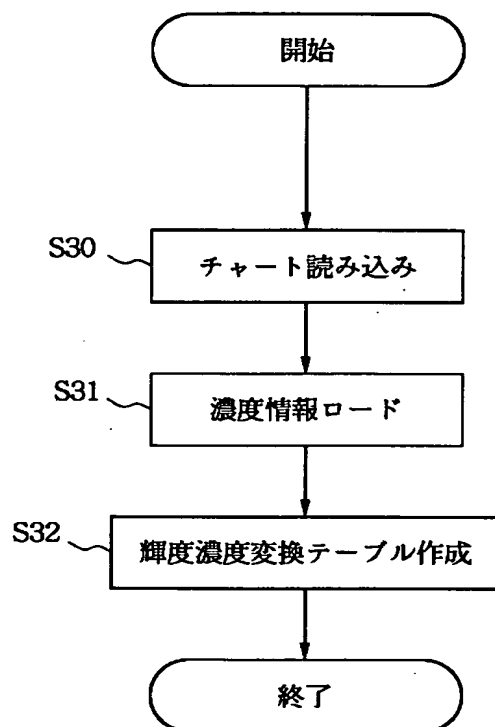 開始
S30
チャート読み込み
S31
濃度情報ロード
S32
輝度濃度変換テーブル作成
終了